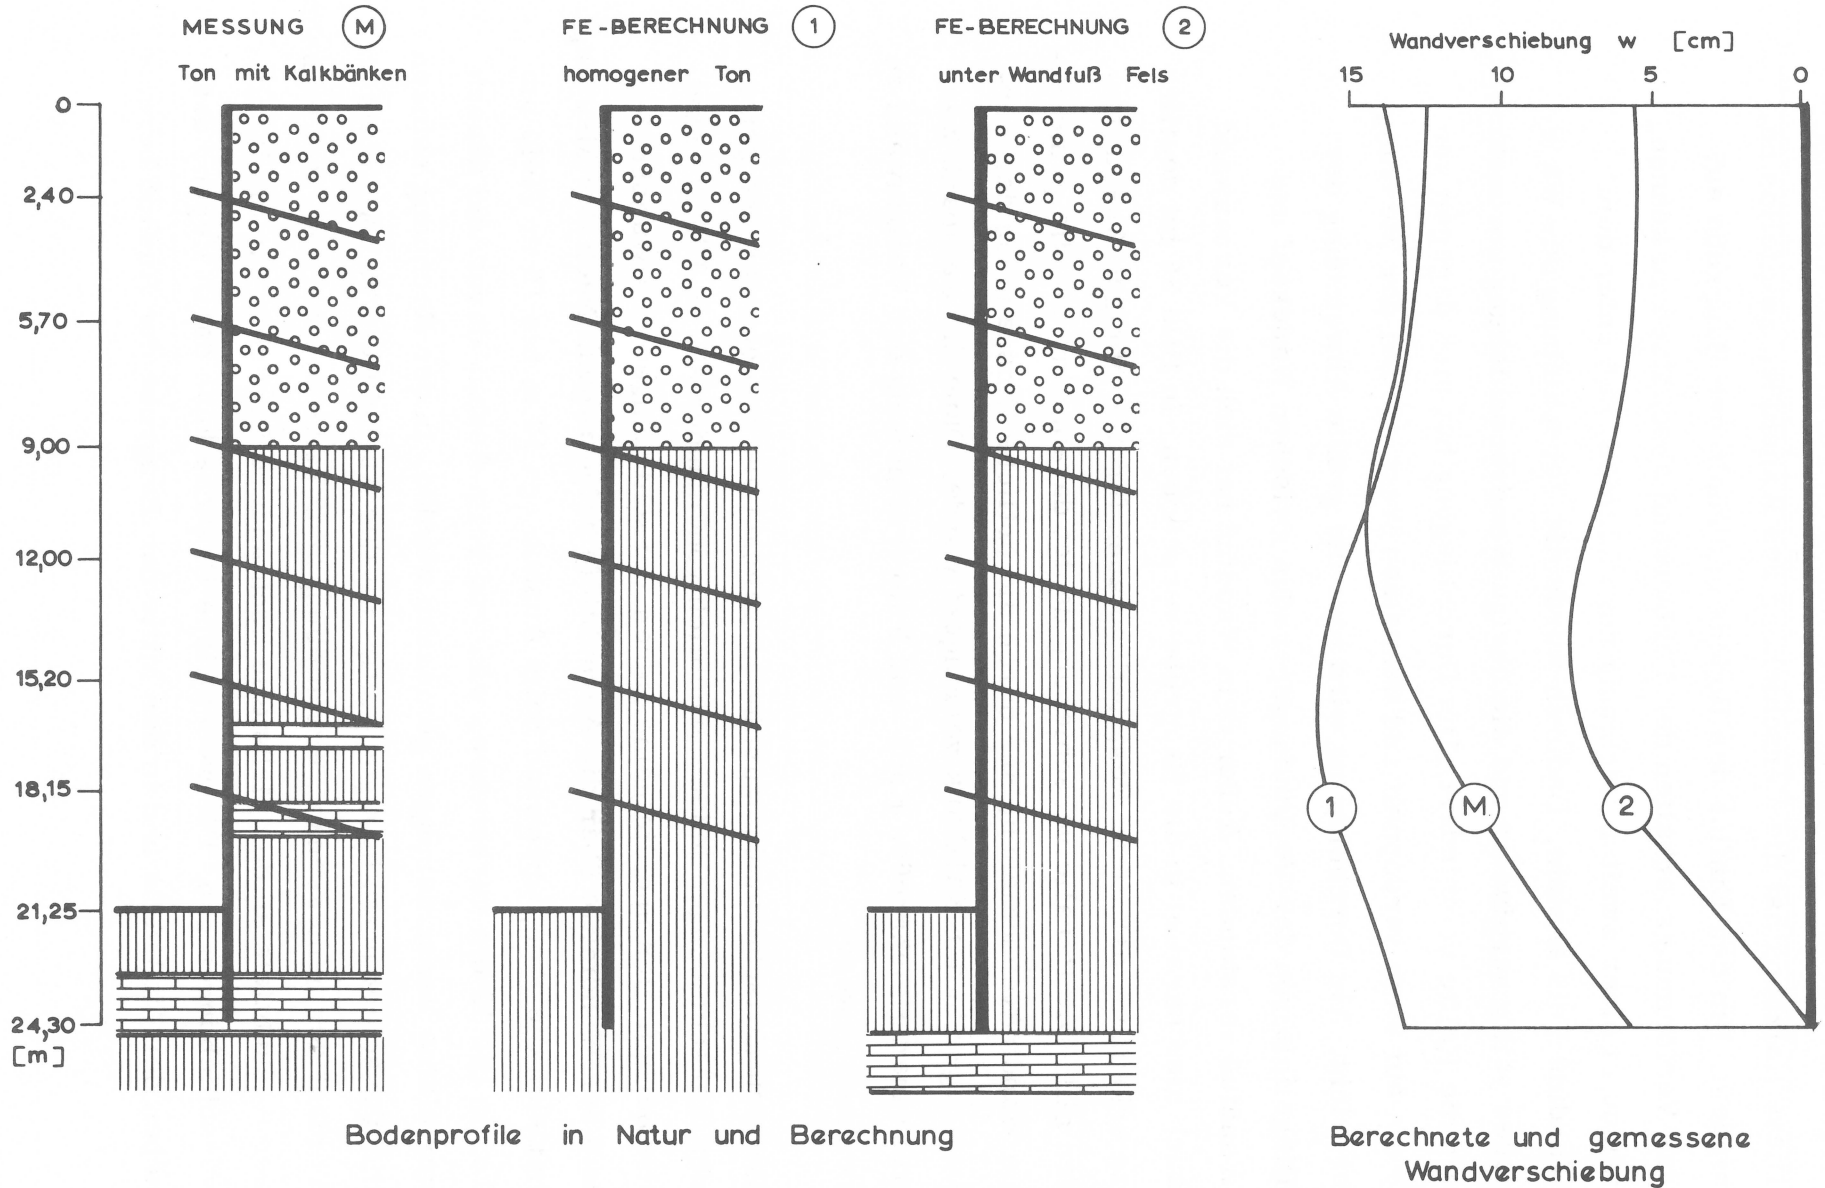 MESSUNG M
Ton mit Kalkbänken
FE-BERECHNUNG 1
homogener Ton
FE-BERECHNUNG 2
unter Wandfuß Fels
Wandverschiebung w [cm]
15 10 5 0
0
2,40
5,70
9,00
12,00
15,20
18,15
21,25
24,30
[m]
1 M 2
Bodenprofile in Natur und Berechnung
Berechnete und gemessene
Wandverschiebung